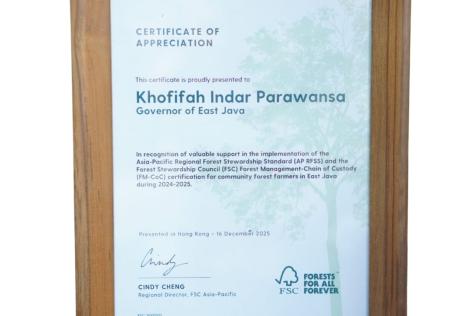 CERTIFICATE OF
APPRECIATION
This certificate is proudly presented to
Khofifah Indar Parawansa
Governor of East Java
In recognition of valuable support in the implementation of the
Asia-Pacific Regional Forest Stewardship Standard (AP RFSS) and the
Forest Stewardship Council (FSC) Forest Management-Chain of Custody
(FM-CoC) certification for community forest farmers in East Java
during 2024-2025.
Presented in Hong Kong - 16 December 2025
Cindy
CINDY CHENG
Regional Director, FSC Asia-Pacific
FSC
FORESTS
FOR ALL
FOREVER